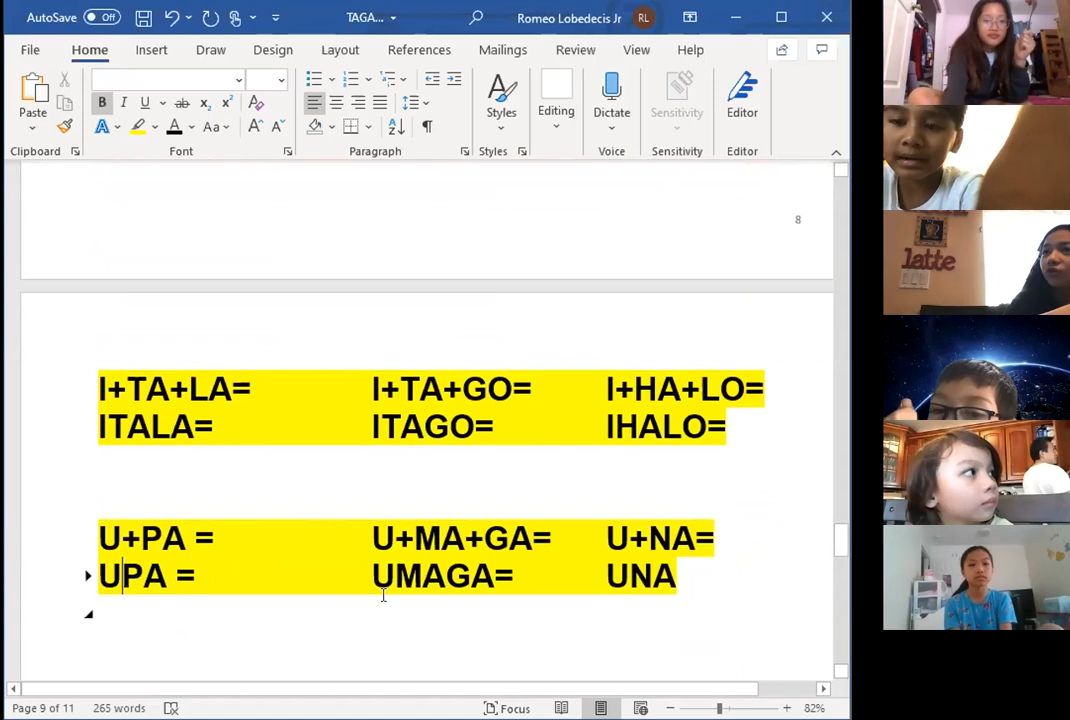 AutoSave Off TAGA... Romeo Lobedecis Jr RL
File Home Insert Draw Design Layout References Mailings Review View Help
Paste Styles Editing Dictate Sensitivity Editor
Clipboard Font Paragraph Styles Voice Sensitivity Editor
8
I+TA+LA= I+TA+GO= I+HA+LO=
ITALA= ITAGO= IHALO=
U+PA = U+MA+GA= U+NA=
UPA = UMAGA= UNA
Page 9 of 11 265 words Focus 82%
latte